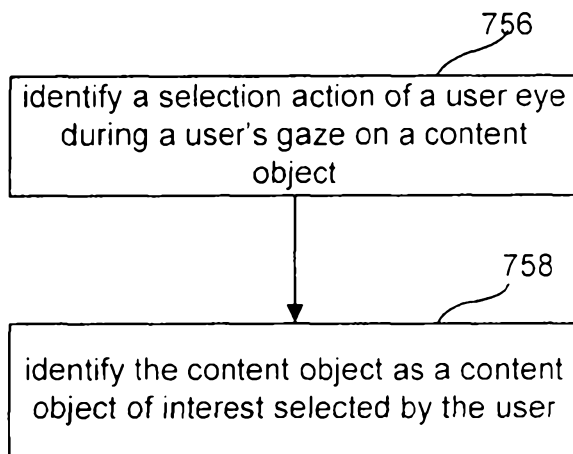 756
identify a selection action of a user eye
during a user's gaze on a content
object
758
identify the content object as a content
object of interest selected by the user